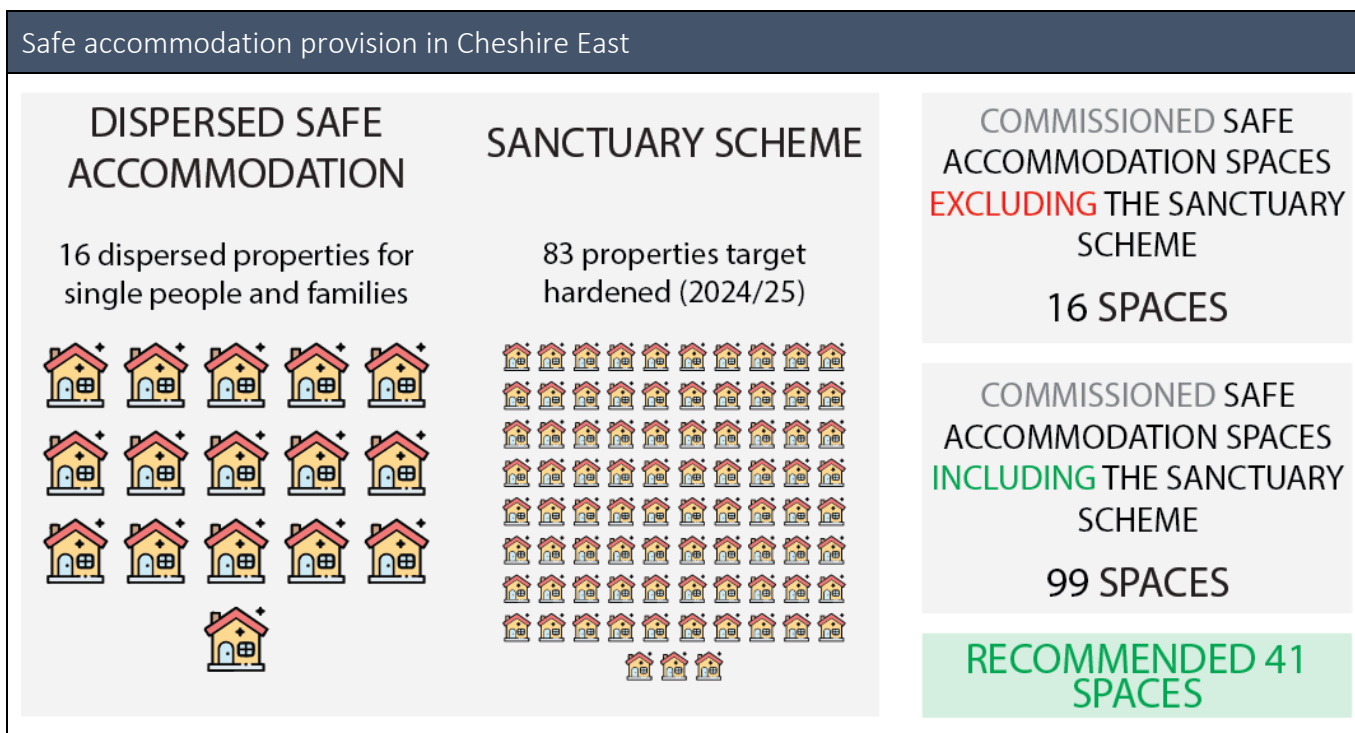 Safe accommodation provision in Cheshire East
DISPERSED SAFE
ACCOMMODATION
16 dispersed properties for
single people and families
SANCTUARY SCHEME
83 properties target
hardened (2024/25)
COMMISSIONED SAFE
ACCOMMODATION SPACES
EXCLUDING THE SANCTUARY
SCHEME
16 SPACES
COMMISSIONED SAFE
ACCOMMODATION SPACES
INCLUDING THE SANCTUARY
SCHEME
99 SPACES
RECOMMENDED 41
SPACES